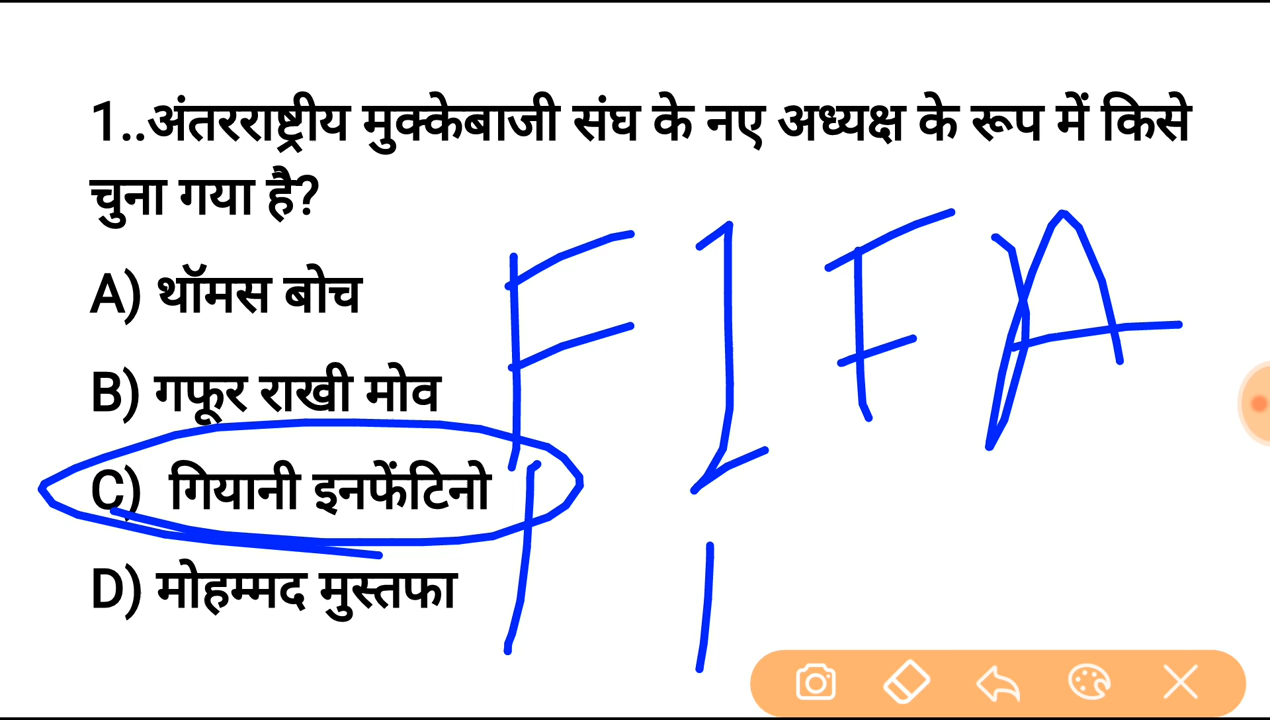 1..अंतरराष्ट्रीय मुक्केबाजी संघ के नए अध्यक्ष के रूप में किसे
चुना गया है?
A) थॉमस बोच
B) गफूर राखी मोव
C) गियानी इनफेंटिनो
D) मोहम्मद मुस्तफा
FIFA